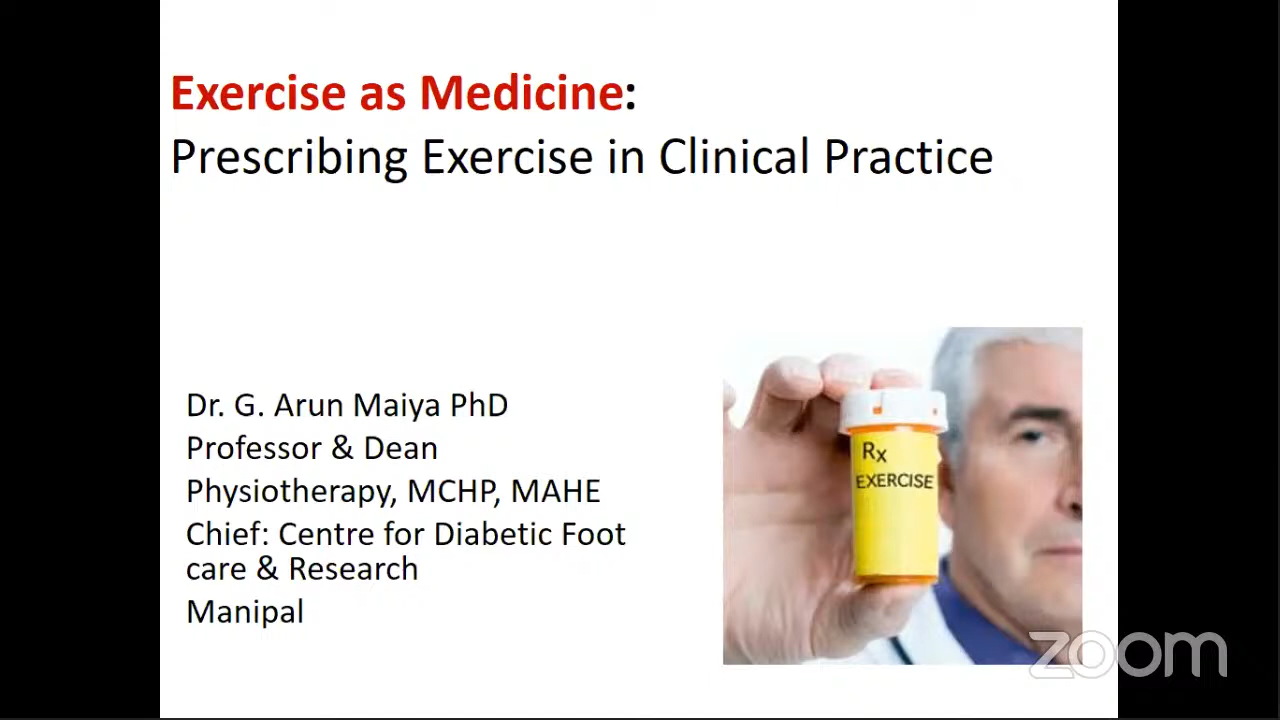 Exercise as Medicine:
Prescribing Exercise in Clinical Practice
Dr. G. Arun Maiya PhD
Professor & Dean
Physiotherapy, MCHP, MAHE
Chief: Centre for Diabetic Foot
care & Research
Manipal
Rx
EXERCISE
zoom